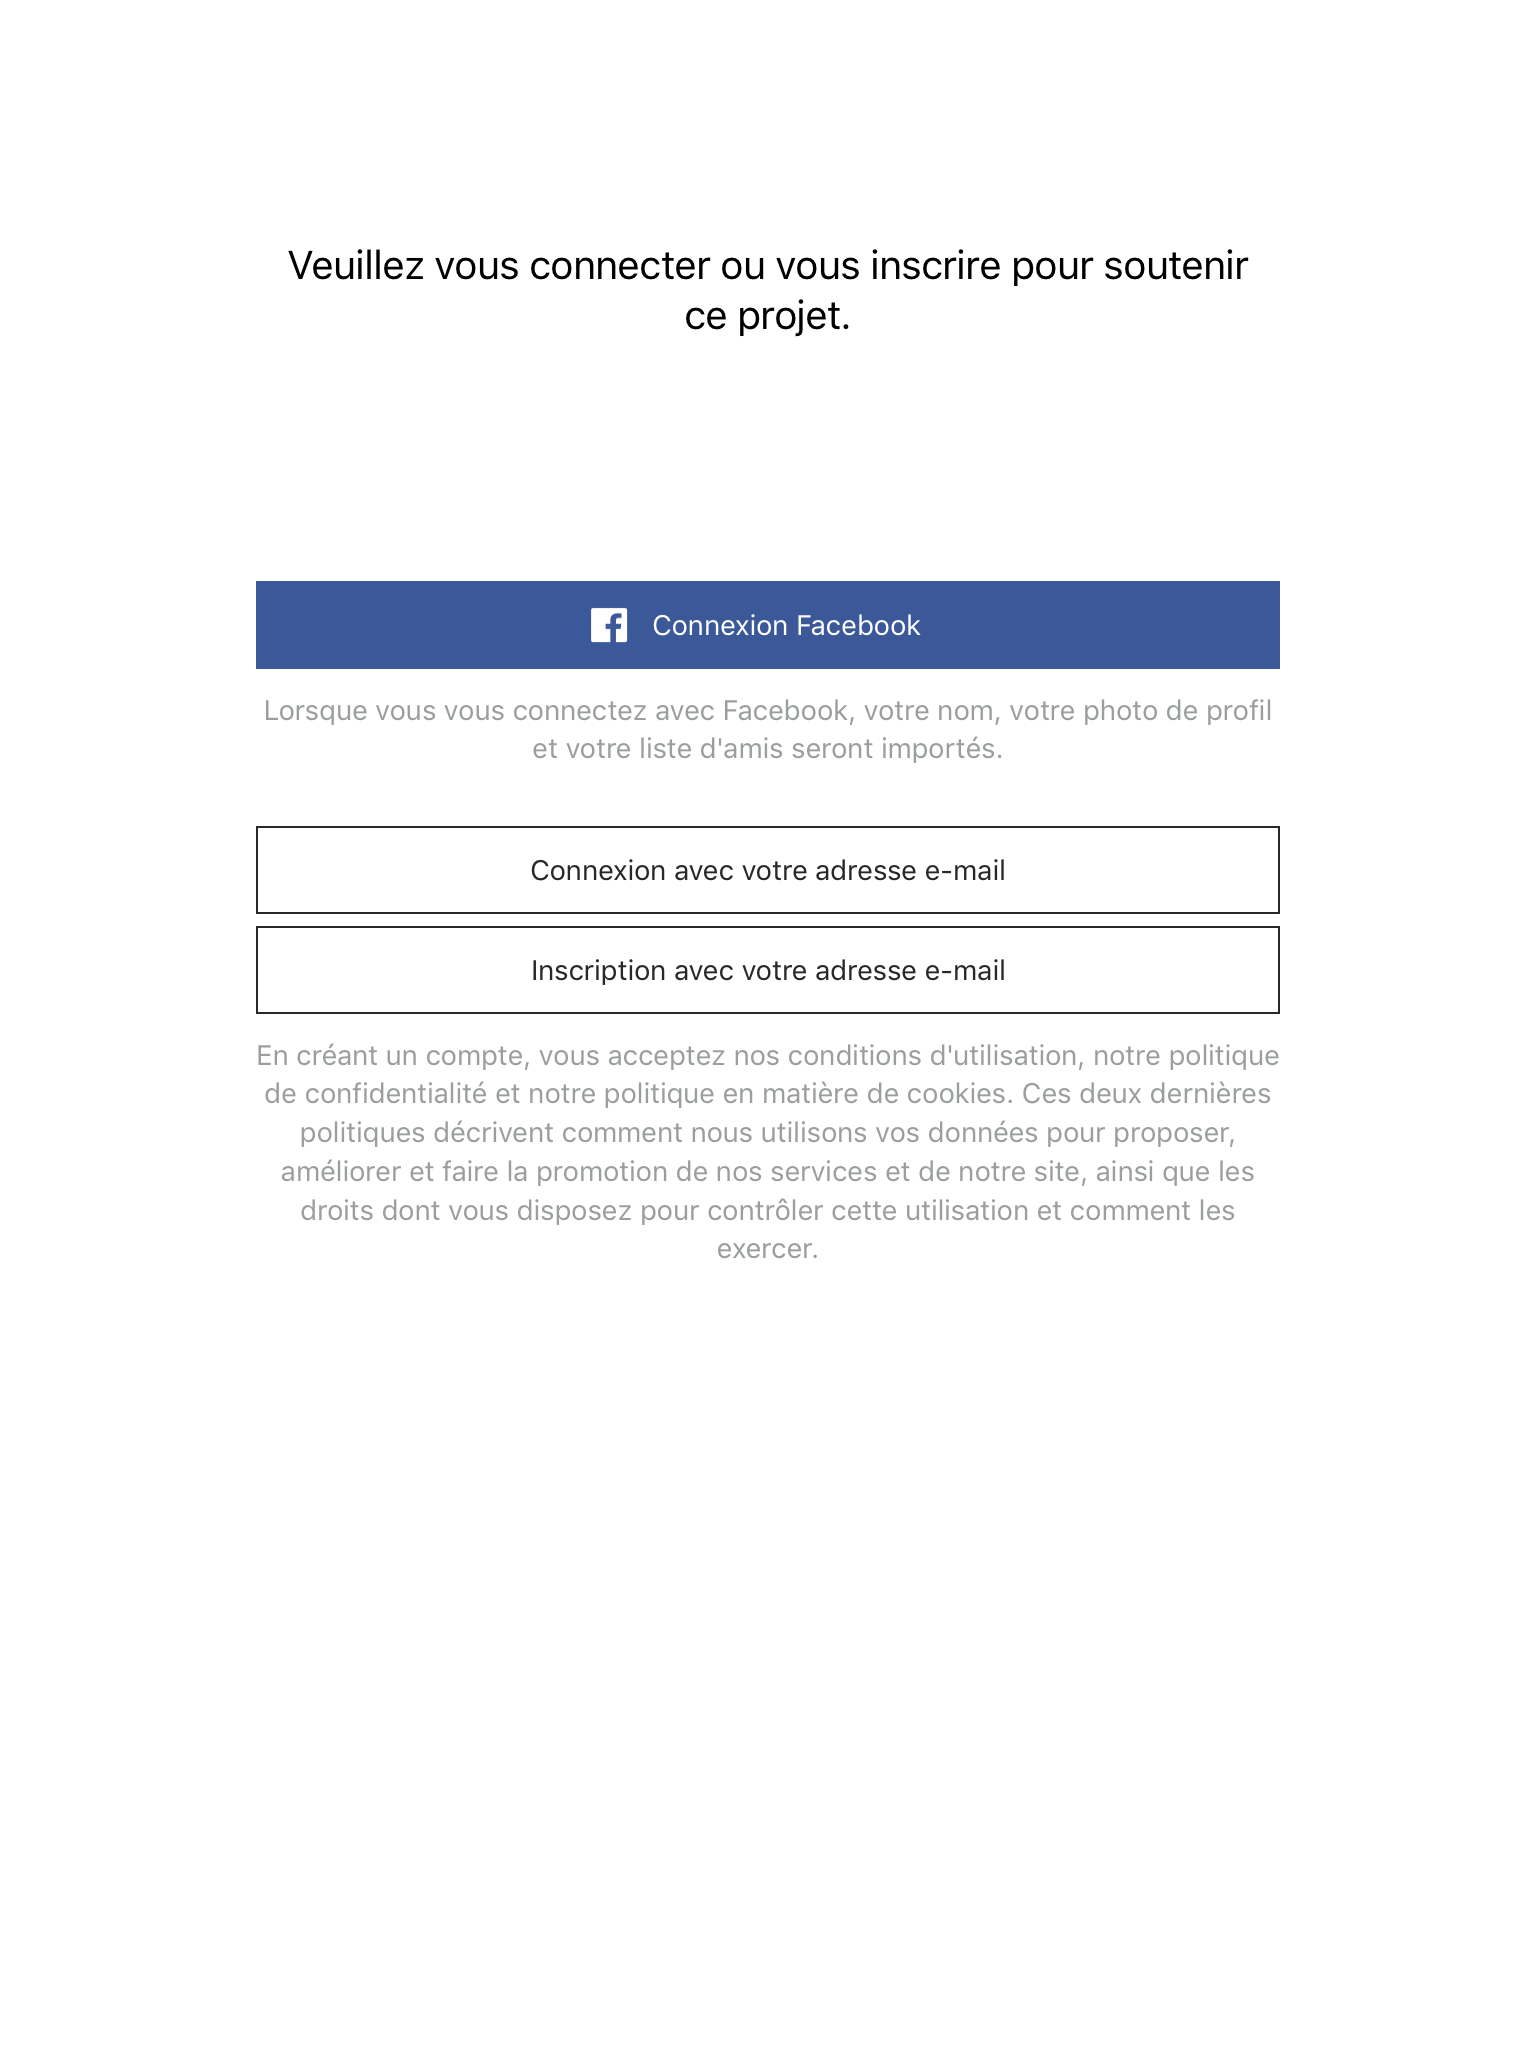 Veuillez vous connecter ou vous inscrire pour soutenir
ce projet.
Connexion Facebook
Lorsque vous vous connectez avec Facebook, votre nom, votre photo de profil
et votre liste d'amis seront importés.
Connexion avec votre adresse e-mail
Inscription avec votre adresse e-mail
En créant un compte, vous acceptez nos conditions d'utilisation, notre politique
de confidentialité et notre politique en matière de cookies. Ces deux dernières
politiques décrivent comment nous utilisons vos données pour proposer,
améliorer et faire la promotion de nos services et de notre site, ainsi que les
droits dont vous disposez pour contrôler cette utilisation et comment les
exercer.